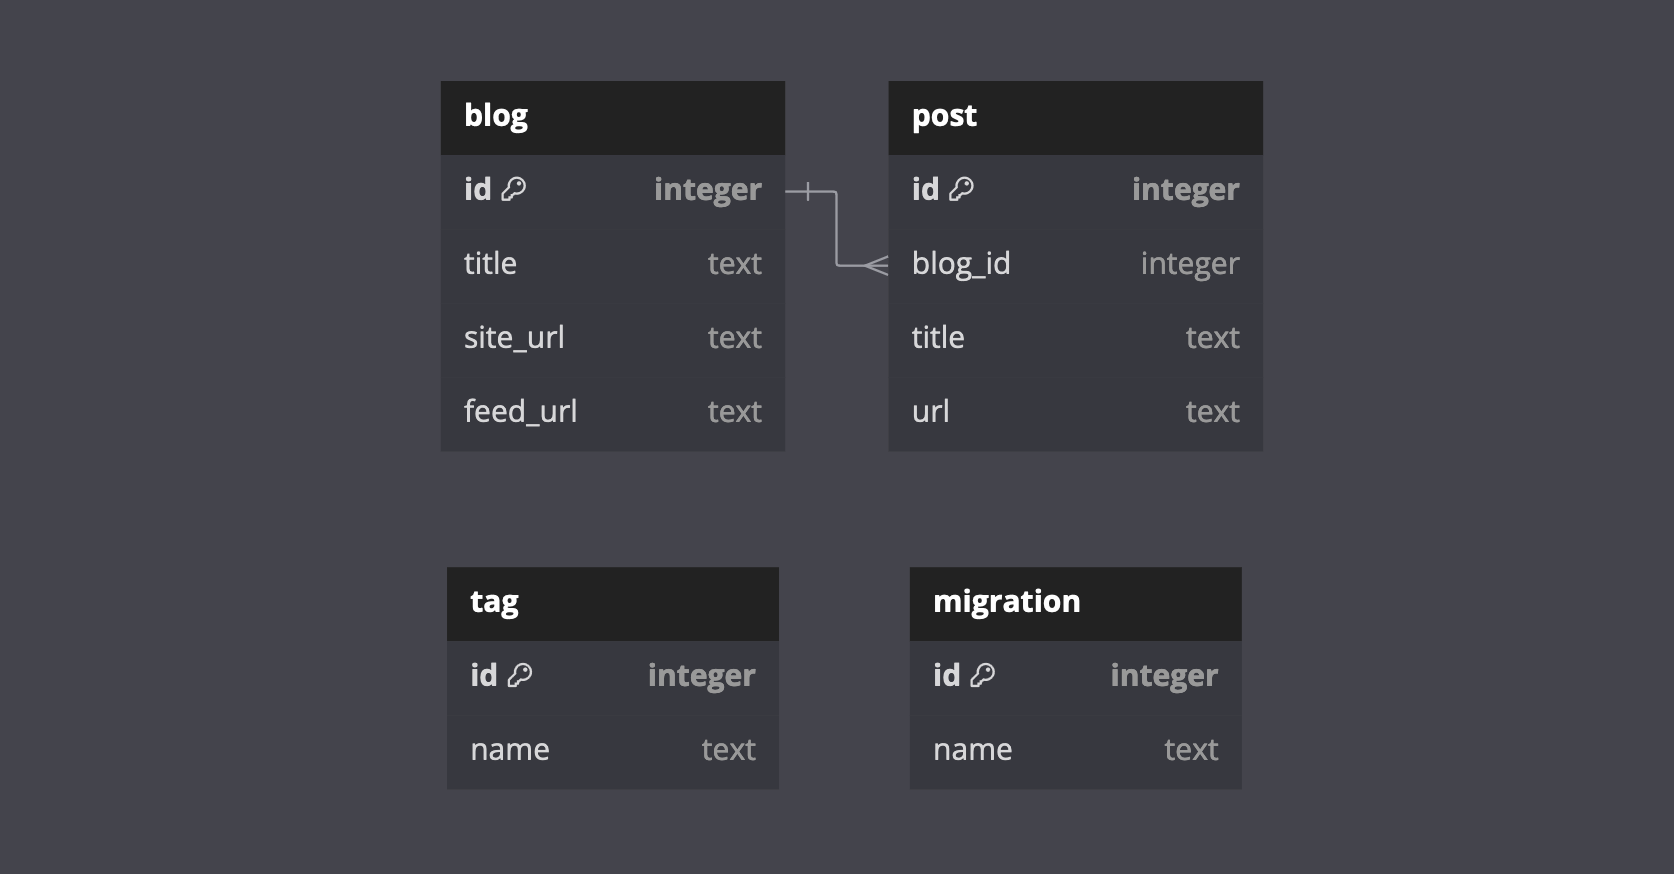 blog
id integer
title text
site_url text
feed_url text
post
id integer
blog_id integer
title text
url text
tag
id integer
name text
migration
id integer
name text